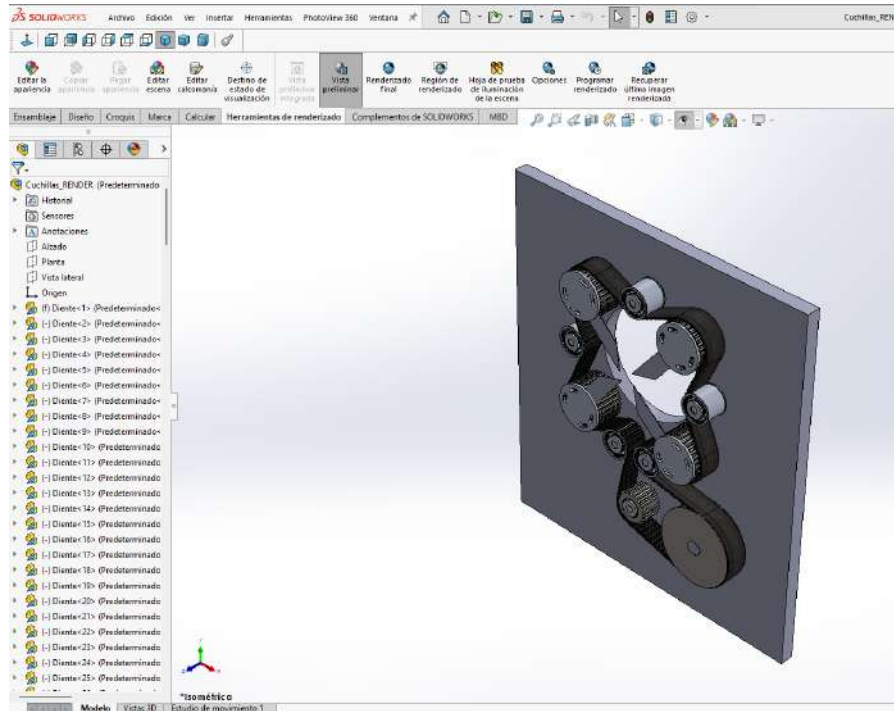 SOLIDWORKS Archivo Edición Ver Insertar Herramientas PhotoView 360 Ventana
Cuchillas_REN
Editar la apariencia
Copiar apariencia
Pegar apariencia
Editar escena
Editar calcomanía
Destino de estado de visualización
Vista preliminar integrada
Vista preliminar
Renderizado final
Región de renderizado
Hoja de prueba de iluminación de la escena
Opciones
Programar renderizado
Recuperar última imagen renderizada
Ensamblaje Diseño Croquis Marca Calcular Herramientas de renderizado Complementos de SOLIDWORKS MBD
Cuchillas_RENDER (Predeterminado
Historial
Sensores
A Anotaciones
Alzado
Planta
Vista lateral
Origen
(f) Diente<1> (Predeterminado<
(-) Diente<2> (Predeterminado<
(-) Diente<3> (Predeterminado<
(-) Diente<4> (Predeterminado<
(-) Diente<5> (Predeterminado<
(-) Diente<6> (Predeterminado<
(-) Diente<7> (Predeterminado<
(-) Diente<8> (Predeterminado<
(-) Diente<9> (Predeterminado<
(-) Diente<10> (Predeterminado
(-) Diente<11> (Predeterminado
(-) Diente<12> (Predeterminado
(-) Diente<13> (Predeterminado
(-) Diente<14> (Predeterminado
(-) Diente<15> (Predeterminado
(-) Diente<16> (Predeterminado
(-) Diente<17> (Predeterminado
(-) Diente<18> (Predeterminado
(-) Diente<19> (Predeterminado
(-) Diente<20> (Predeterminado
(-) Diente<21> (Predeterminado
(-) Diente<22> (Predeterminado
(-) Diente<23> (Predeterminado
(-) Diente<24> (Predeterminado
(-) Diente<25> (Predeterminado
*Isométrica
Modelo Vistas 3D Estudio de movimiento 1